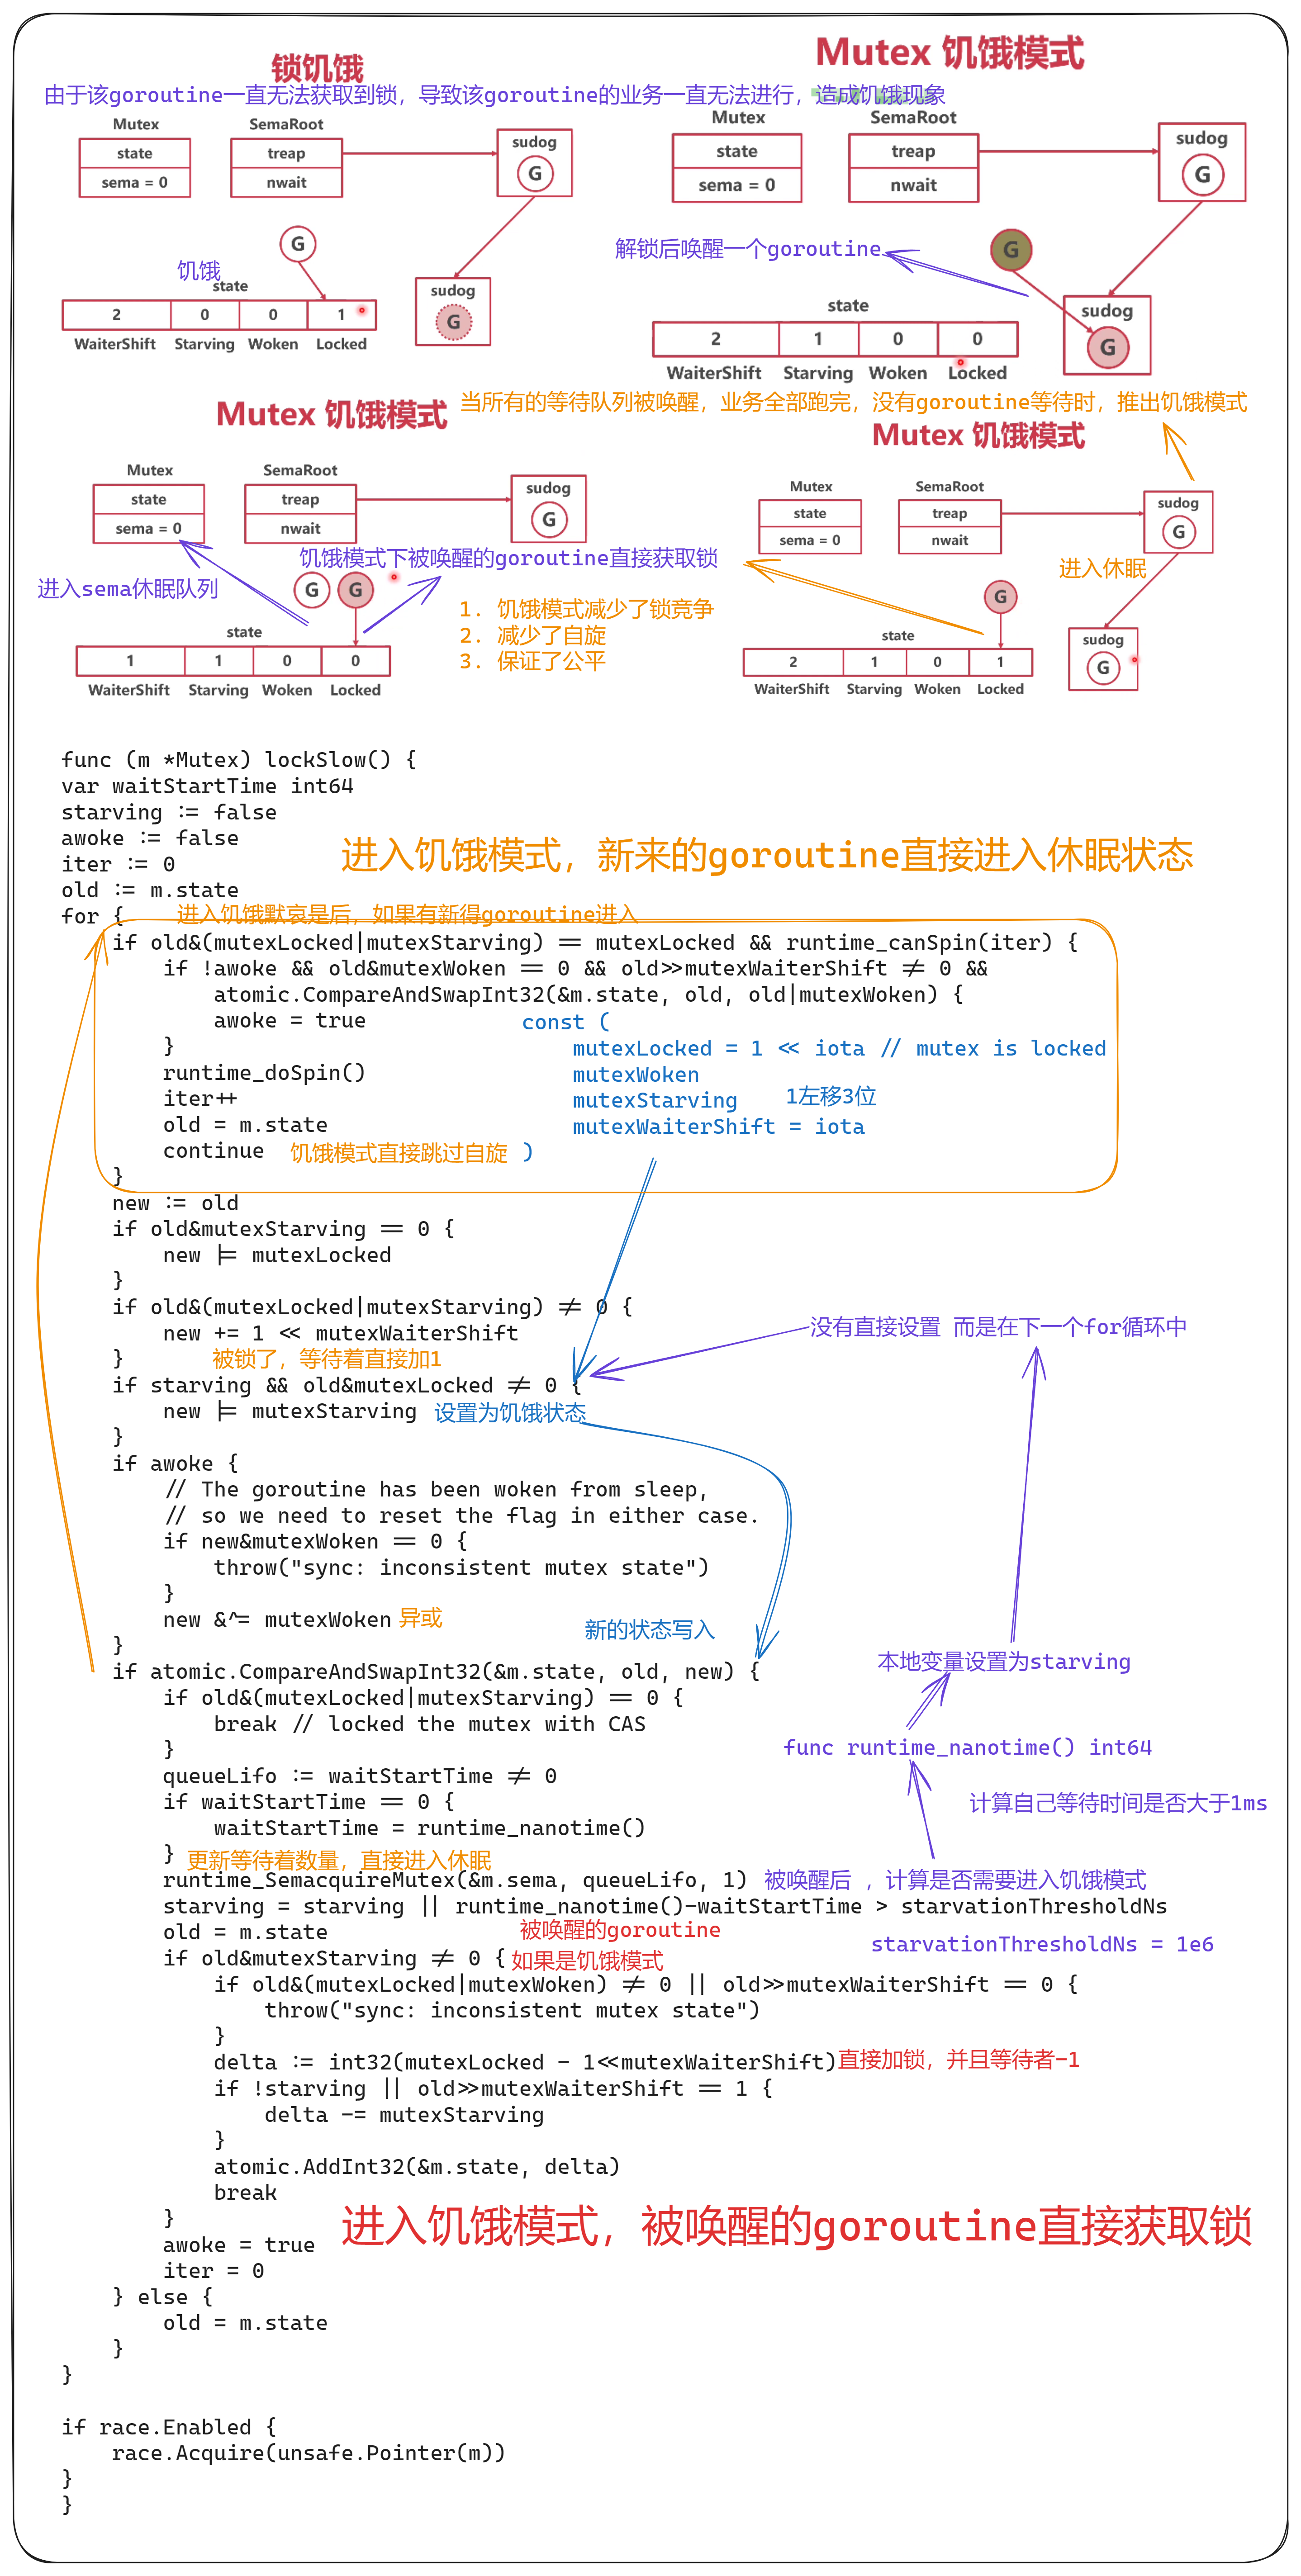 锁饥饿
Mutex 饥饿模式
由于该goroutine一直无法获取到锁，导致该goroutine的业务一直无法进行，造成饥饿现象
Mutex
state
sema = 0
SemaRoot
treap
nwait
sudog
G
G
饥饿
state
2 0 0 1
WaiterShift Starving Woken Locked
sudog
G
Mutex
state
sema = 0
SemaRoot
treap
nwait
sudog
G
解锁后唤醒一个goroutine
G
state
2 1 0 0
WaiterShift Starving Woken Locked
sudog
G
当所有的等待队列被唤醒，业务全部跑完，没有goroutine等待时，推出饥饿模式
Mutex 饥饿模式
Mutex
state
sema = 0
SemaRoot
treap
nwait
sudog
G
饥饿模式下被唤醒的goroutine直接获取锁
进入sema休眠队列
G G
state
1 1 0 0
WaiterShift Starving Woken Locked
1. 饥饿模式减少了锁竞争
2. 减少了自旋
3. 保证了公平
Mutex 饥饿模式
Mutex
state
sema = 0
SemaRoot
treap
nwait
sudog
G
进入休眠
G
state
2 1 0 1
WaiterShift Starving Woken Locked
sudog
G
func (m *Mutex) lockSlow() {
var waitStartTime int64
starving := false
awoke := false
iter := 0
进入饥饿模式，新来的goroutine直接进入休眠状态
old := m.state
for {
进入饥饿默哀是后，如果有新得goroutine进入
if old&(mutexLocked|mutexStarving) == mutexLocked && runtime_canSpin(iter) {
if !awoke && old&mutexWoken == 0 && old>>mutexWaiterShift != 0 &&
atomic.CompareAndSwapInt32(&m.state, old, old|mutexWoken) {
awoke = true
}
runtime_doSpin()
iter++
old = m.state
continue
饥饿模式直接跳过自旋
}
const (
mutexLocked = 1 << iota // mutex is locked
mutexWoken
mutexStarving
1左移3位
mutexWaiterShift = iota
)
new := old
if old&mutexStarving == 0 {
new |= mutexLocked
}
if old&(mutexLocked|mutexStarving) != 0 {
new += 1 << mutexWaiterShift
}
被锁了，等待着直接加1
没有直接设置 而是在下一个for循环中
if starving && old&mutexLocked != 0 {
new |= mutexStarving
设置为饥饿状态
}
if awoke {
// The goroutine has been woken from sleep,
// so we need to reset the flag in either case.
if new&mutexWoken == 0 {
throw("sync: inconsistent mutex state")
}
new &^= mutexWoken
异或
新的状态写入
}
本地变量设置为starving
if atomic.CompareAndSwapInt32(&m.state, old, new) {
if old&(mutexLocked|mutexStarving) == 0 {
break // locked the mutex with CAS
}
func runtime_nanotime() int64
queueLifo := waitStartTime != 0
if waitStartTime == 0 {
计算自己等待时间是否大于1ms
waitStartTime = runtime_nanotime()
}
更新等待着数量，直接进入休眠
runtime_SemacquireMutex(&m.sema, queueLifo, 1)
被唤醒后 ，计算是否需要进入饥饿模式
starving = starving || runtime_nanotime()-waitStartTime > starvationThresholdNs
old = m.state
被唤醒的goroutine
starvationThresholdNs = 1e6
if old&mutexStarving != 0 {
如果是饥饿模式
if old&(mutexLocked|mutexWoken) != 0 || old>>mutexWaiterShift == 0 {
throw("sync: inconsistent mutex state")
}
delta := int32(mutexLocked - 1<<mutexWaiterShift)
直接加锁，并且等待者-1
if !starving || old>>mutexWaiterShift == 1 {
delta -= mutexStarving
}
atomic.AddInt32(&m.state, delta)
break
}
进入饥饿模式，被唤醒的goroutine直接获取锁
awoke = true
iter = 0
} else {
old = m.state
}
}
if race.Enabled {
race.Acquire(unsafe.Pointer(m))
}
}